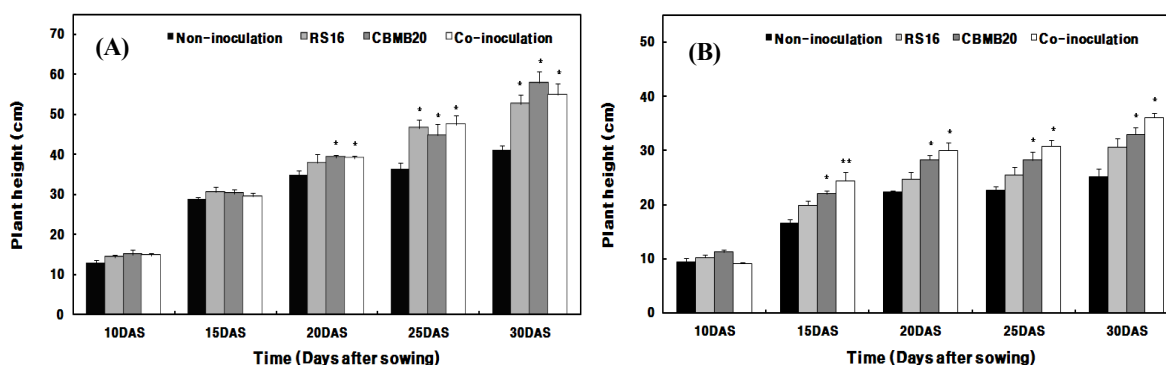 (A)
Non-inoculation RS16 CBMB20 Co-inoculation
Plant height (cm)
70
60
50
40
30
20
10
0
* *
* * *
* * *
10DAS 15DAS 20DAS 25DAS 30DAS
Time (Days after sowing)
(B)
Non-inoculation RS16 CBMB20 Co-inoculation
Plant height (cm)
50
40
30
20
10
0
* **
* *
* *
* *
10DAS 15DAS 20DAS 25DAS 30DAS
Time (Days after sowing)